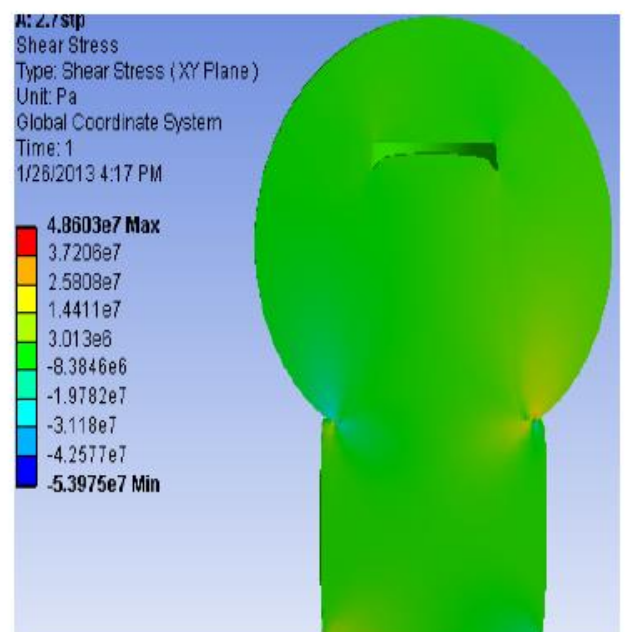 A: 2.7stp
Shear Stress
Type: Shear Stress ( XY Plane )
Unit: Pa
Global Coordinate System
Time: 1
1/26/2013 4:17 PM
4.8603e7 Max
3.7206e7
2.5808e7
1.4411e7
3.013e6
-8.3846e6
-1.9782e7
-3.118e7
-4.2577e7
-5.3975e7 Min